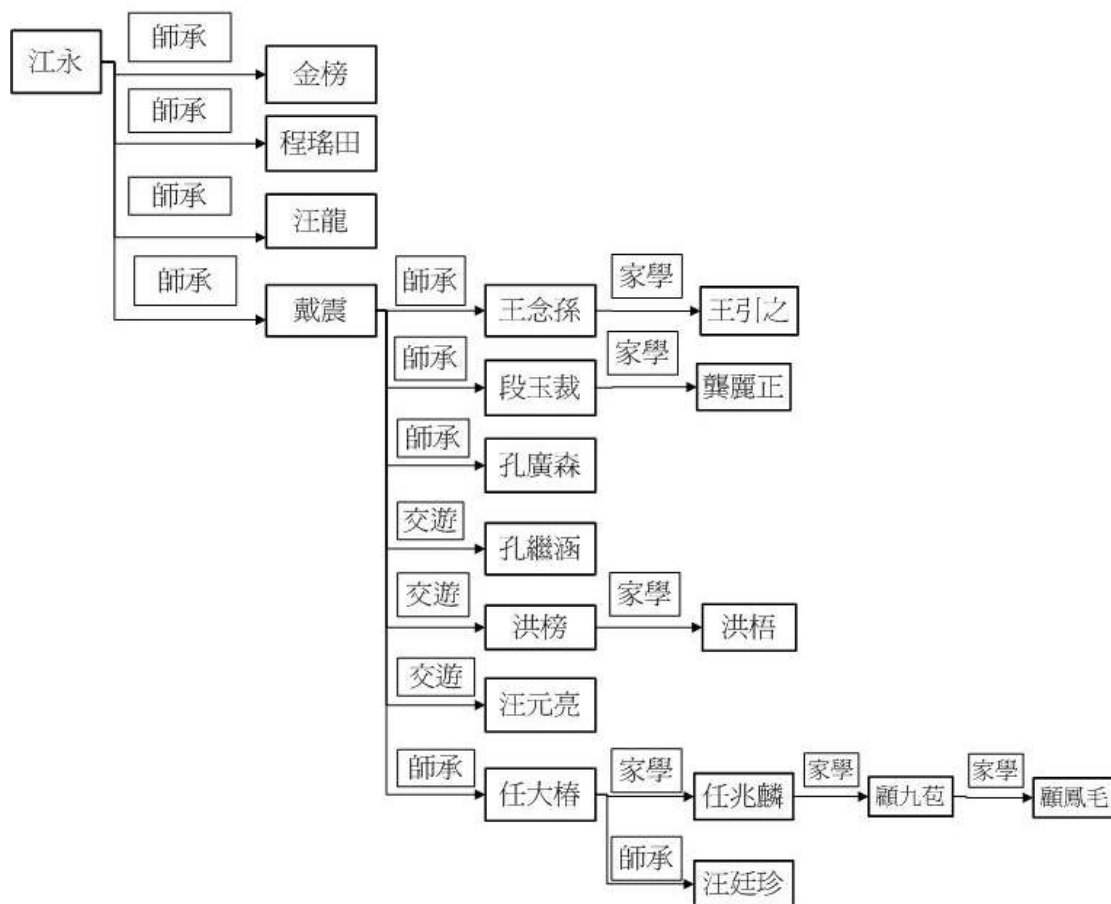 江永
師承
金榜
師承
程瑤田
師承
汪龍
師承
戴震
師承
王念孫
家學
王引之
師承
段玉裁
家學
龔麗正
師承
孔廣森
交遊
孔繼涵
交遊
洪榜
家學
洪梧
交遊
汪元亮
師承
任大椿
家學
任兆麟
家學
顧九苞
家學
顧鳳毛
師承
汪廷珍